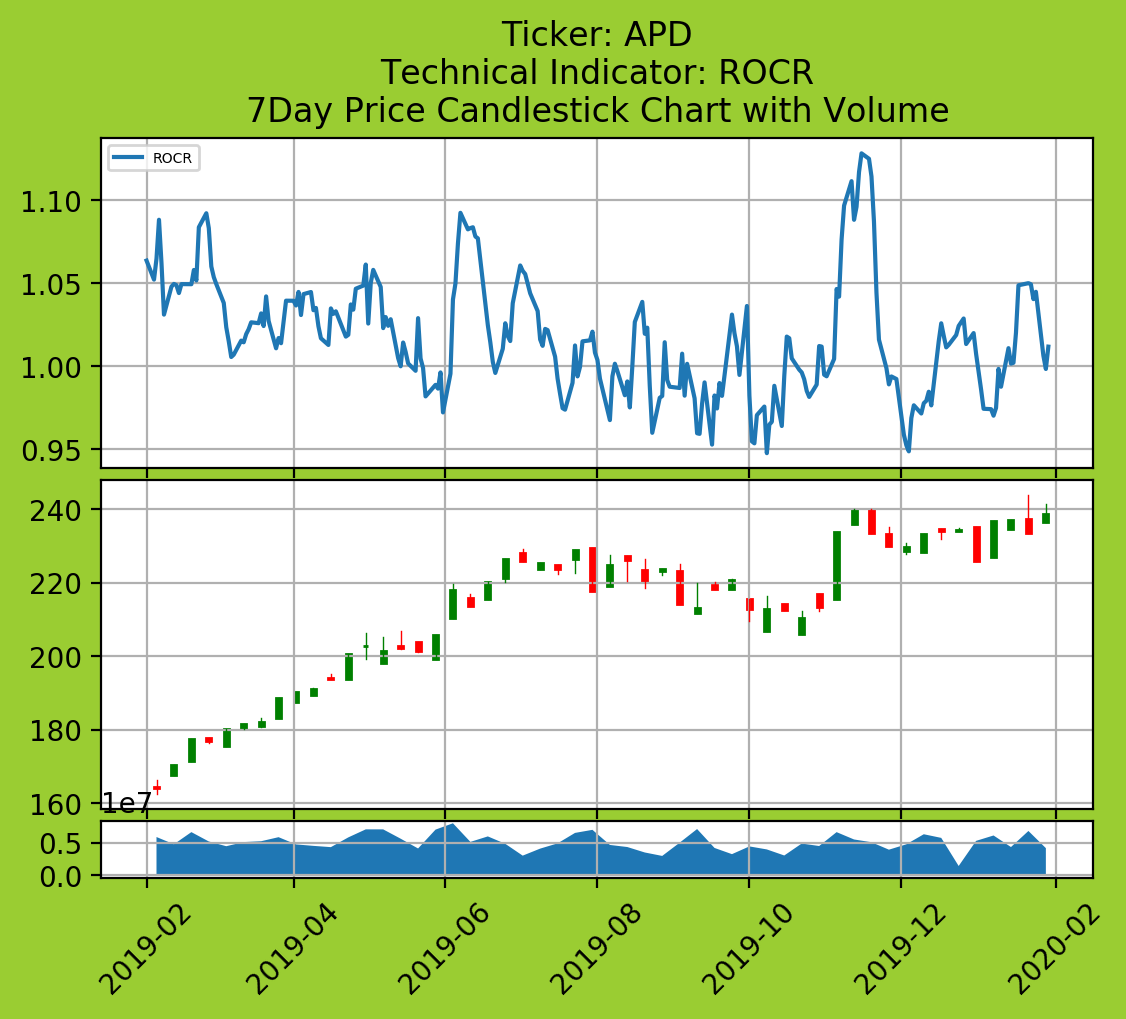 Ticker: APD
Technical Indicator: ROCR
7Day Price Candlestick Chart with Volume
ROCR
1.10
1.05
1.00
0.95
240
220
200
180
160
1e7
0.5
0.0
2019-02 2019-04 2019-06 2019-08 2019-10 2019-12 2020-02